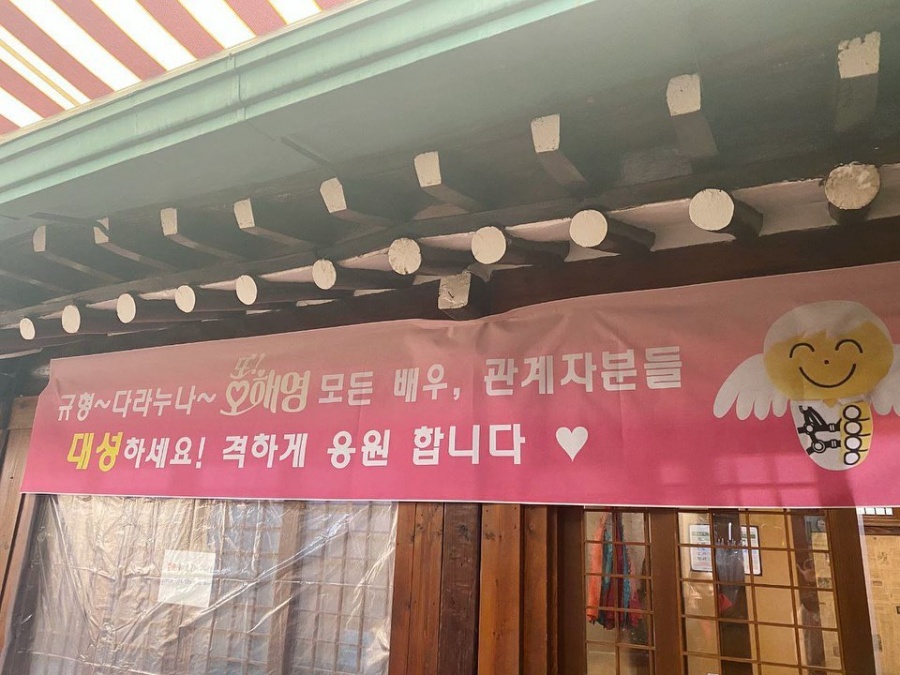 규형~다라누나~ 또! 오해영 모든 배우, 관계자분들
대성하세요! 격하게 응원 합니다 ♥